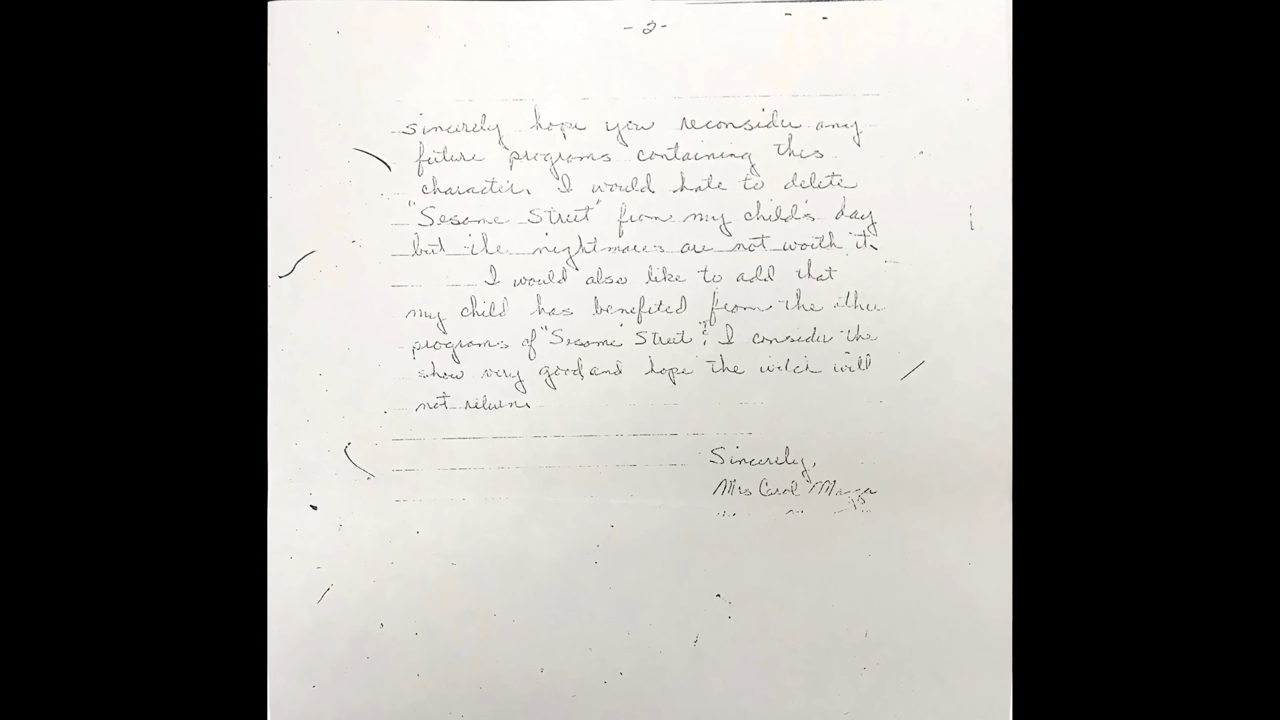 - 2 -
sincerely hope you reconsider any
future programs containing this
character. I would hate to delete
"Sesame Street" from my child's day
but the nightmares are not worth it.
I would also like to add that
my child has benefited from the other
programs of "Sesame Street" & I consider the
show very good and hope the witch will
not return.
Sincerely,
Mrs Carol